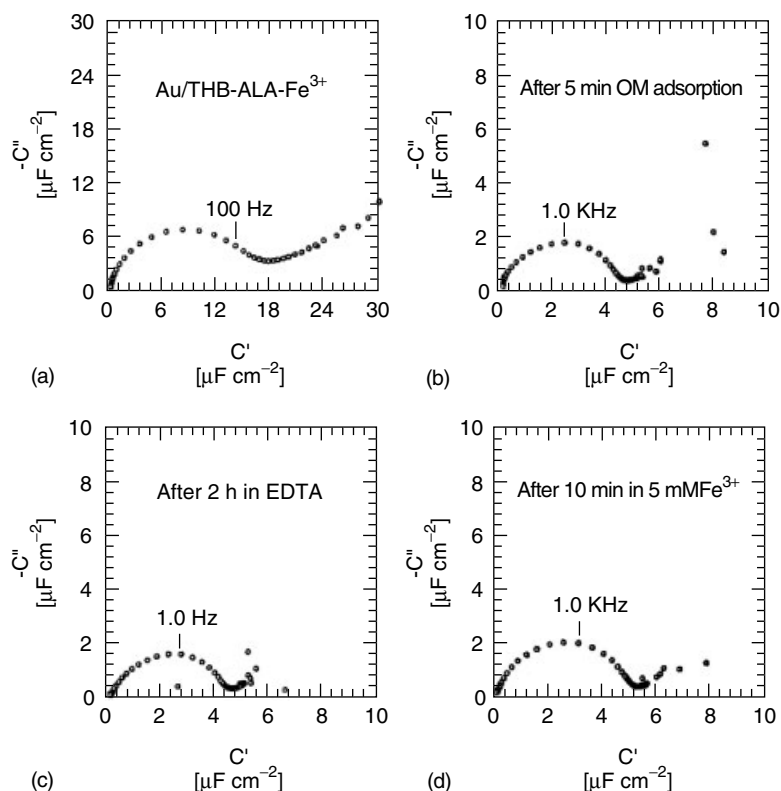 30
24
18
12
6
0
-C"
[µF cm⁻²]
Au/THB-ALA-Fe³⁺
100 Hz
0 6 12 18 24 30
C'
[µF cm⁻²]
(a)
10
8
6
4
2
0
-C"
[µF cm⁻²]
After 5 min OM adsorption
1.0 KHz
0 2 4 6 8 10
C'
[µF cm⁻²]
(b)
10
8
6
4
2
0
-C"
[µF cm⁻²]
After 2 h in EDTA
1.0 Hz
0 2 4 6 8 10
C'
[µF cm⁻²]
(c)
10
8
6
4
2
0
-C"
[µF cm⁻²]
After 10 min in 5 mMFe³⁺
1.0 KHz
0 2 4 6 8 10
C'
[µF cm⁻²]
(d)